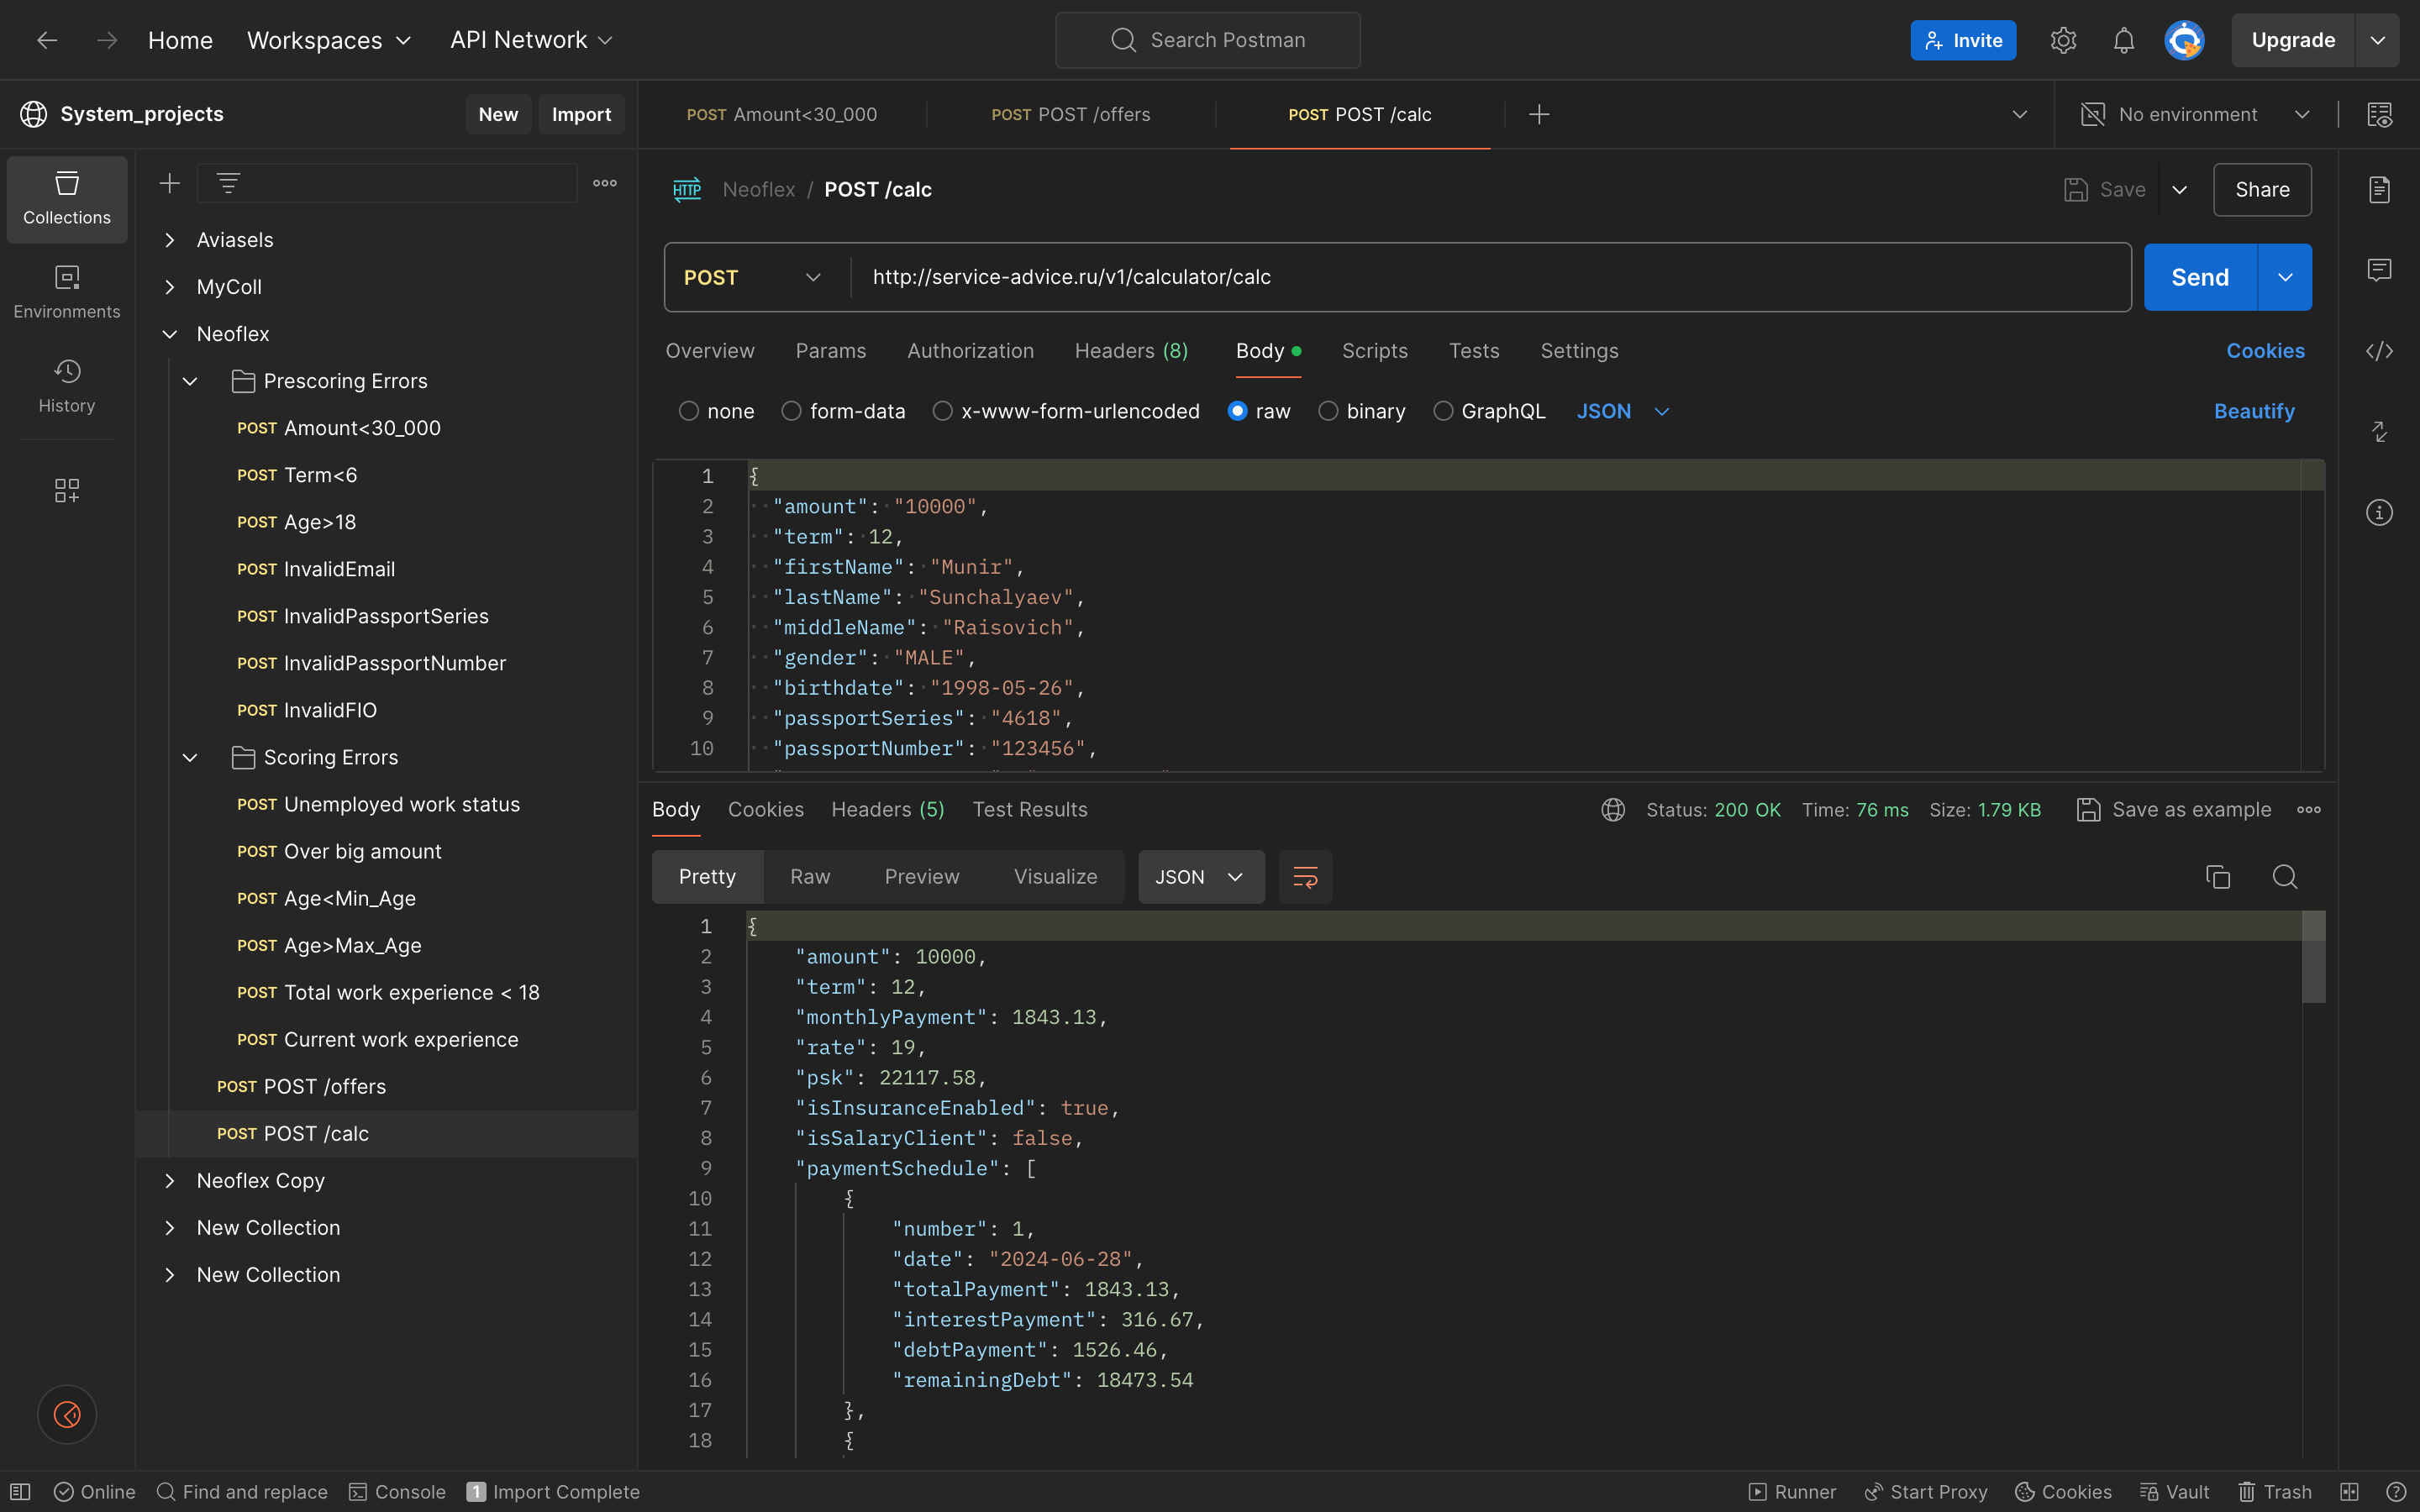 Home Workspaces API Network Search Postman Invite Upgrade
System_projects New Import
POST Amount<30_000 POST POST /offers POST POST /calc No environment
Collections
Environments
History
Aviasels
MyColl
Neoflex
Prescoring Errors
POST Amount<30_000
POST Term<6
POST Age>18
POST InvalidEmail
POST InvalidPassportSeries
POST InvalidPassportNumber
POST InvalidFIO
Scoring Errors
POST Unemployed work status
POST Over big amount
POST Age<Min_Age
POST Age>Max_Age
POST Total work experience < 18
POST Current work experience
POST POST /offers
POST POST /calc
Neoflex Copy
New Collection
New Collection
HTTP Neoflex / POST /calc Save Share
POST http://service-advice.ru/v1/calculator/calc Send
Overview Params Authorization Headers (8) Body Scripts Tests Settings Cookies
none form-data x-www-form-urlencoded raw binary GraphQL JSON Beautify
1 {
2 "amount": "10000",
3 "term": 12,
4 "firstName": "Munir",
5 "lastName": "Sunchalyaev",
6 "middleName": "Raisovich",
7 "gender": "MALE",
8 "birthdate": "1998-05-26",
9 "passportSeries": "4618",
10 "passportNumber": "123456",
Body Cookies Headers (5) Test Results Status: 200 OK Time: 76 ms Size: 1.79 KB Save as example
Pretty Raw Preview Visualize JSON
1 {
2 "amount": 10000,
3 "term": 12,
4 "monthlyPayment": 1843.13,
5 "rate": 19,
6 "psk": 22117.58,
7 "isInsuranceEnabled": true,
8 "isSalaryClient": false,
9 "paymentSchedule": [
10 {
11 "number": 1,
12 "date": "2024-06-28",
13 "totalPayment": 1843.13,
14 "interestPayment": 316.67,
15 "debtPayment": 1526.46,
16 "remainingDebt": 18473.54
17 },
18 {
Online Find and replace Console 1 Import Complete Runner Start Proxy Cookies Vault Trash